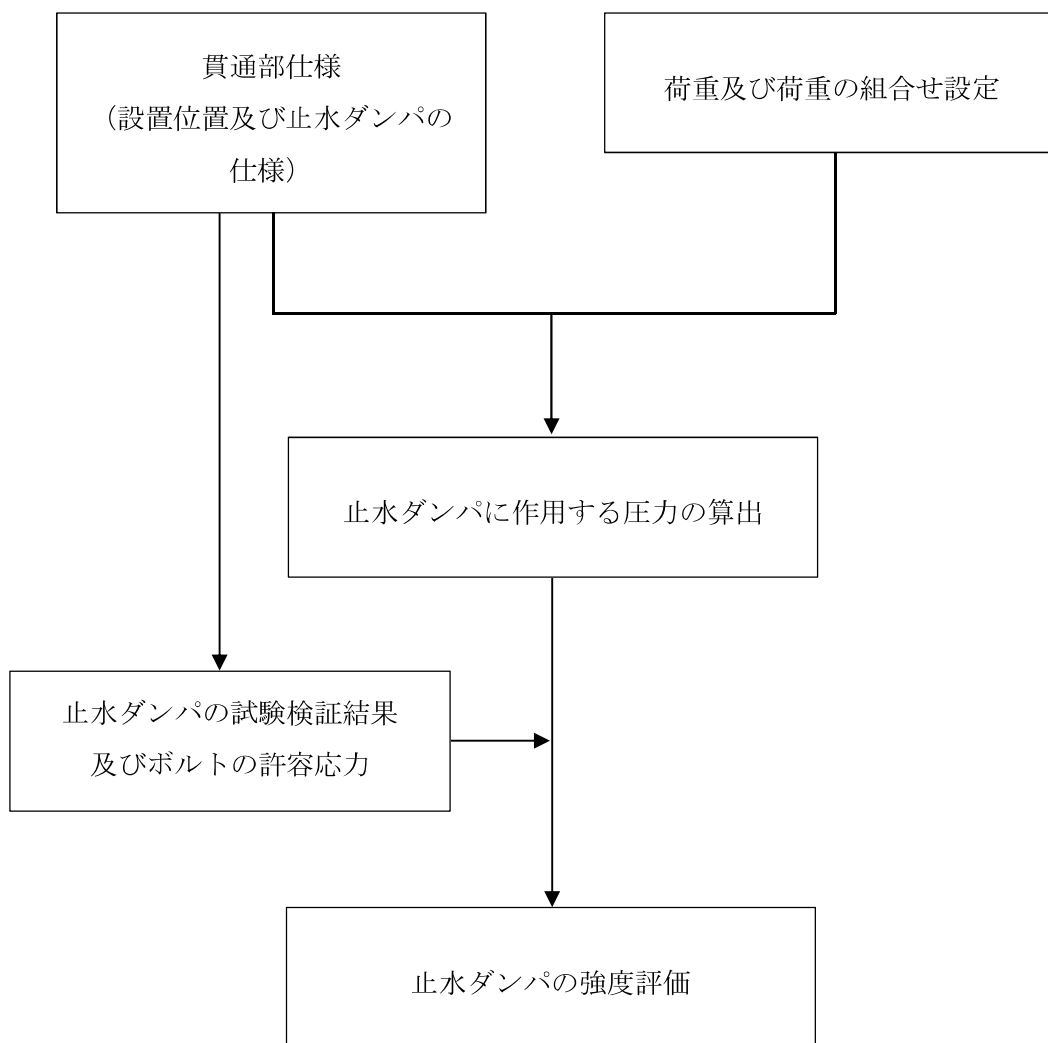 貫通部仕様
（設置位置及び止水ダンパの
仕様）
荷重及び荷重の組合せ設定
止水ダンパに作用する圧力の算出
止水ダンパの試験検証結果
及びボルトの許容応力
止水ダンパの強度評価